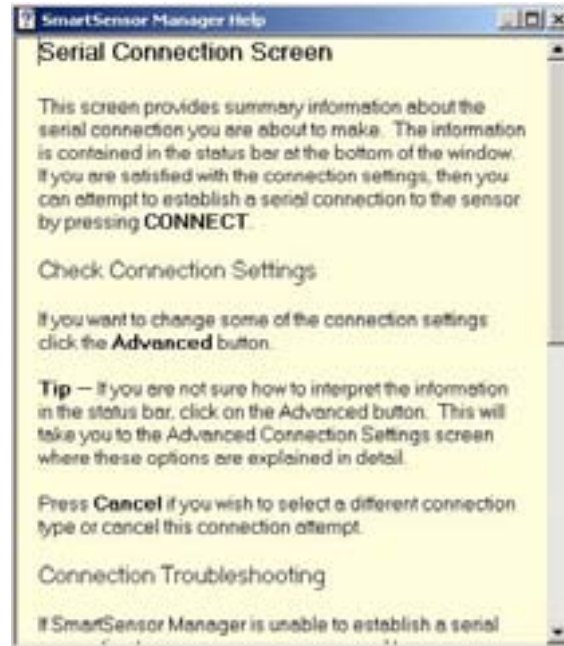 SmartSensor Manager Help
Serial Connection Screen
This screen provides summary information about the
serial connection you are about to make. The information
is contained in the status bar at the bottom of the window.
If you are satisfied with the connection settings, then you
can attempt to establish a serial connection to the sensor
by pressing CONNECT.
Check Connection Settings
If you want to change some of the connection settings
click the Advanced button.
Tip – If you are not sure how to interpret the information
in the status bar, click on the Advanced button. This will
take you to the Advanced Connection Settings screen
where these options are explained in detail.
Press Cancel if you wish to select a different connection
type or cancel this connection attempt.
Connection Troubleshooting
If SmartSensor Manager is unable to establish a serial